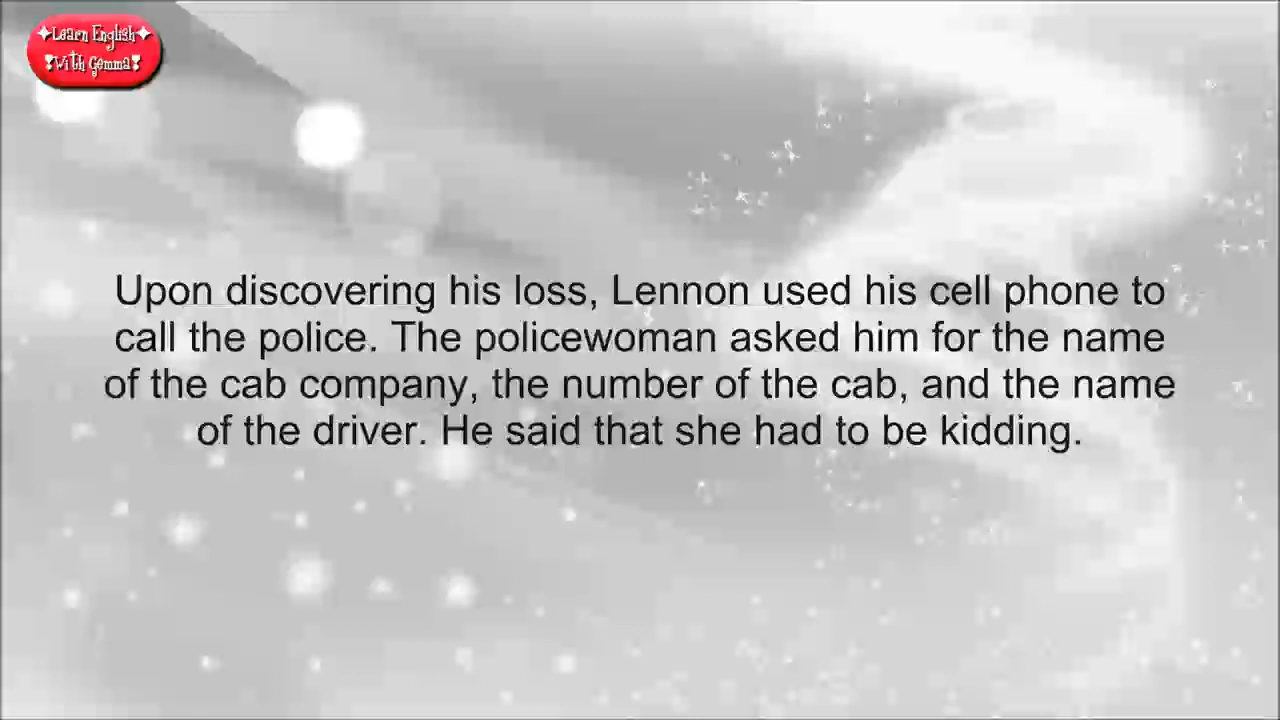 ✦Learn English✦
❣With Gemma❣
Upon discovering his loss, Lennon used his cell phone to
call the police. The policewoman asked him for the name
of the cab company, the number of the cab, and the name
of the driver. He said that she had to be kidding.